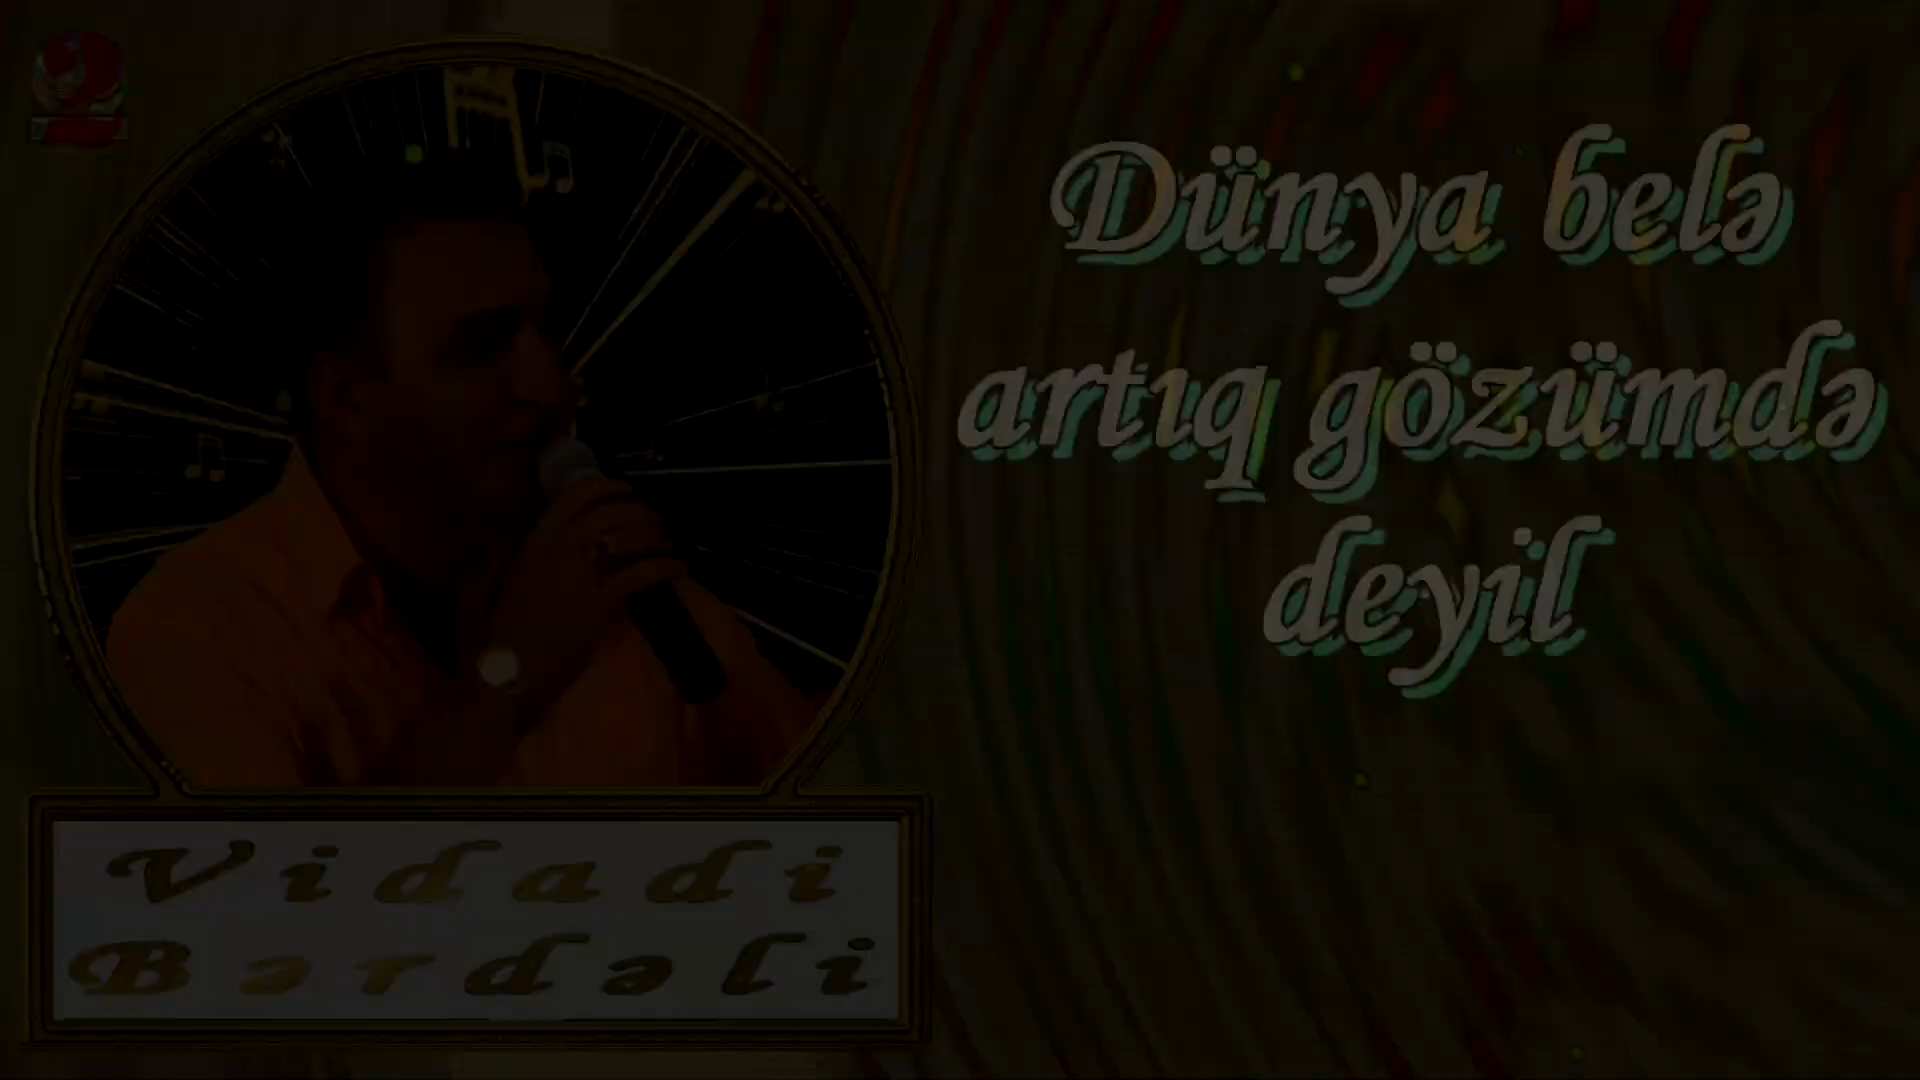 Dünya belə
artıq gözümdə
deyil
Vidadi
Bərdəli